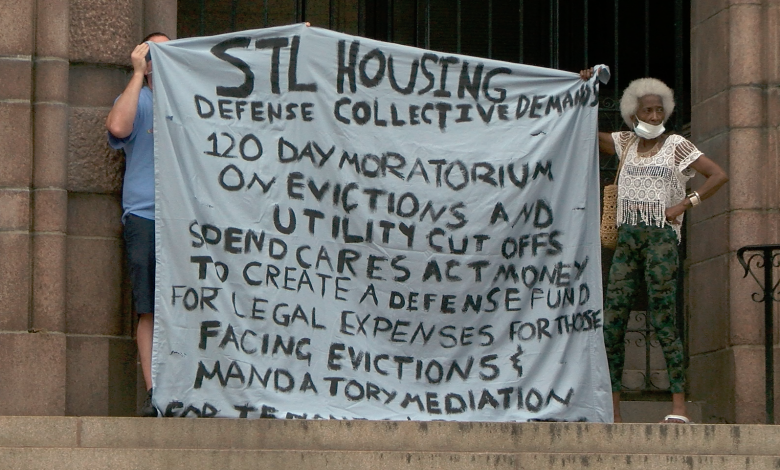 STL HOUSING
DEFENSE COLLECTIVE DEMANDS
120 DAY MORATORIUM
ON EVICTIONS AND
UTILITY CUT OFFS
SPEND CARES ACT MONEY
TO CREATE A DEFENSE FUND
FOR LEGAL EXPENSES FOR THOSE
FACING EVICTIONS &
MANDATORY MEDIATION
FOR